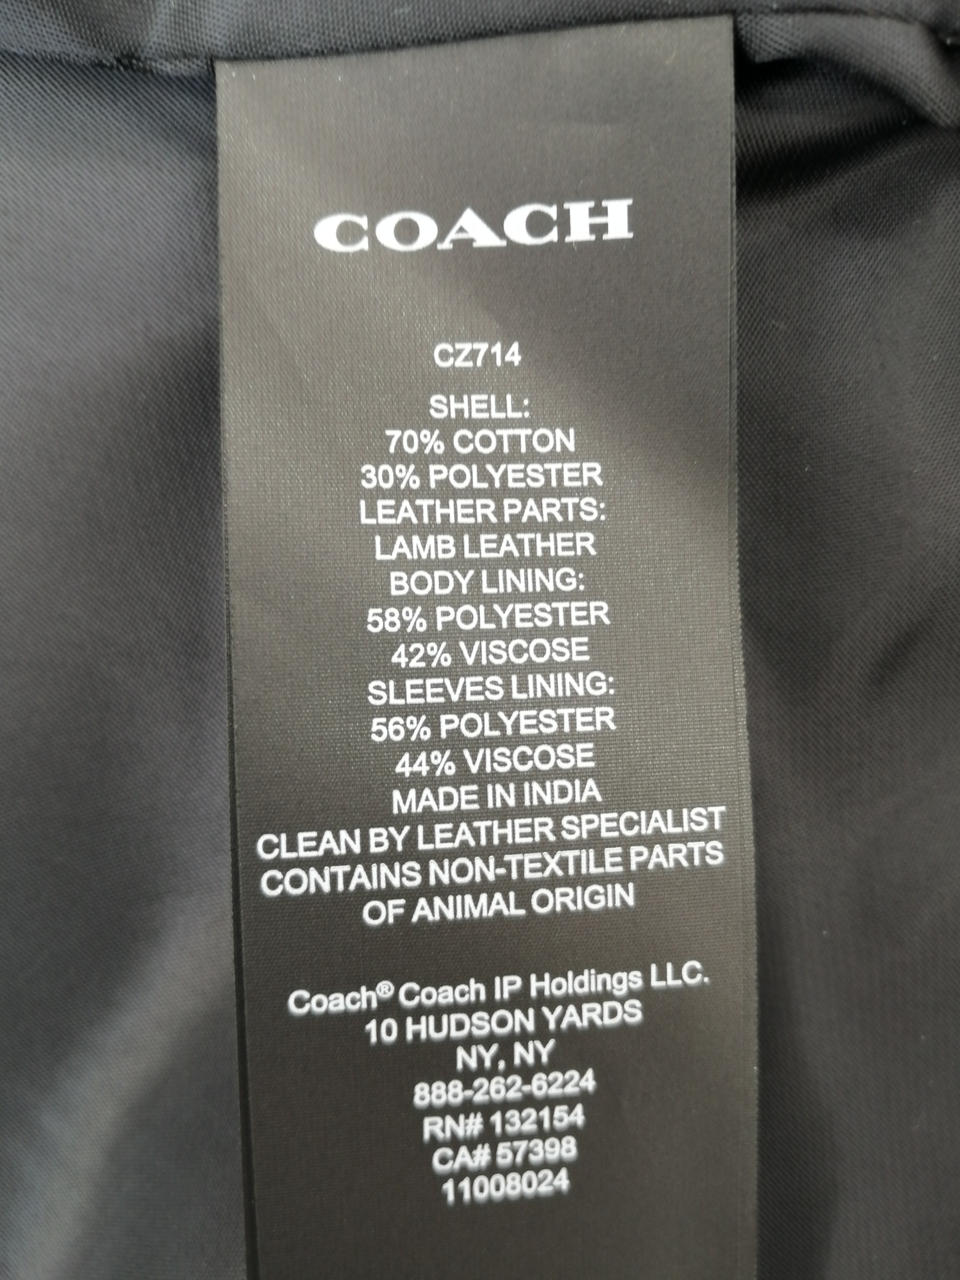 COACH
CZ714
SHELL:
70% COTTON
30% POLYESTER
LEATHER PARTS:
LAMB LEATHER
BODY LINING:
58% POLYESTER
42% VISCOSE
SLEEVES LINING:
56% POLYESTER
44% VISCOSE
MADE IN INDIA
CLEAN BY LEATHER SPECIALIST
CONTAINS NON-TEXTILE PARTS
OF ANIMAL ORIGIN
Coach® Coach IP Holdings LLC.
10 HUDSON YARDS
NY, NY
888-262-6224
RN# 132154
CA# 57398
11008024